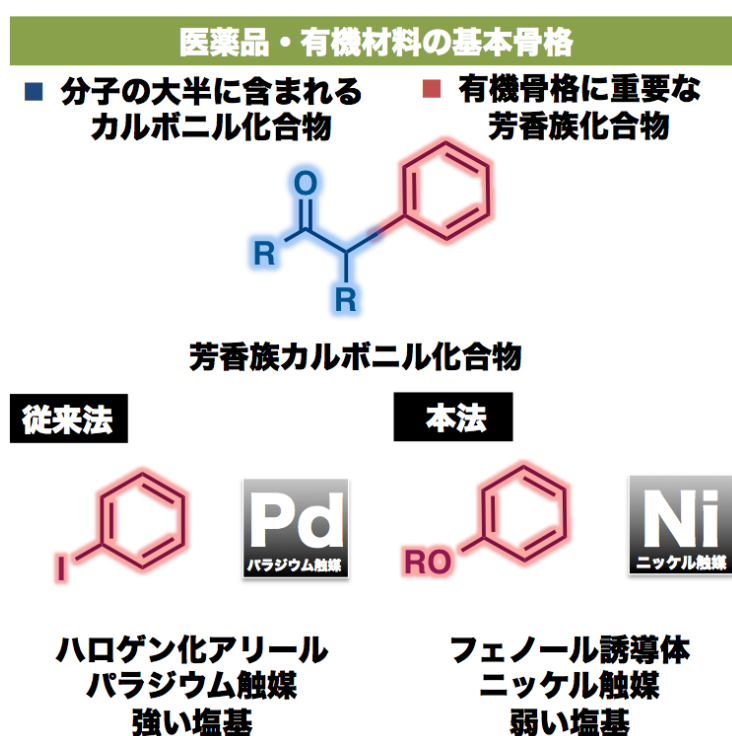 医薬品・有機材料の基本骨格
■ 分子の大半に含まれる
カルボニル化合物
■ 有機骨格に重要な
芳香族化合物
O
R
R
芳香族カルボニル化合物
従来法
I
Pd
パラジウム触媒
ハロゲン化アリール
パラジウム触媒
強い塩基
本法
RO
Ni
ニッケル触媒
フェノール誘導体
ニッケル触媒
弱い塩基